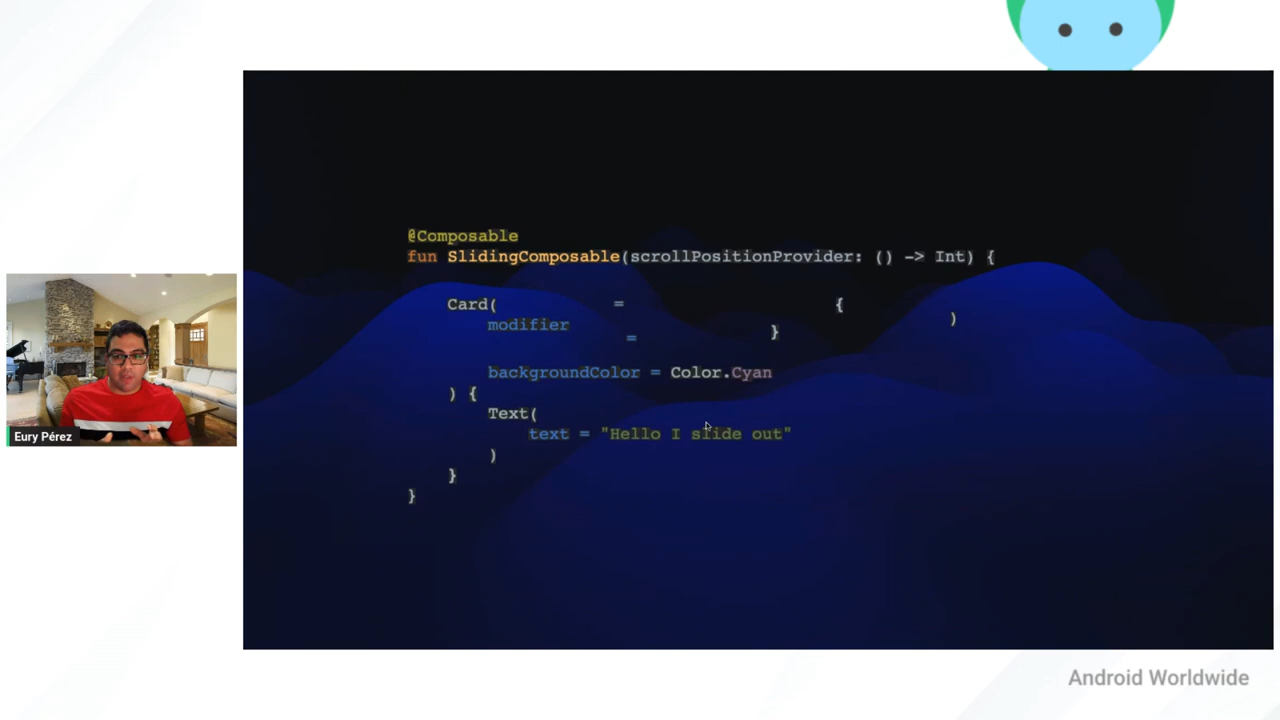 @Composable
fun SlidingComposable(scrollPositionProvider: () -> Int) {
Card( = {
modifier )
= }
backgroundColor = Color.Cyan
) {
Text(
text = "Hello I slide out"
)
}
}
Eury Pérez
Android Worldwide